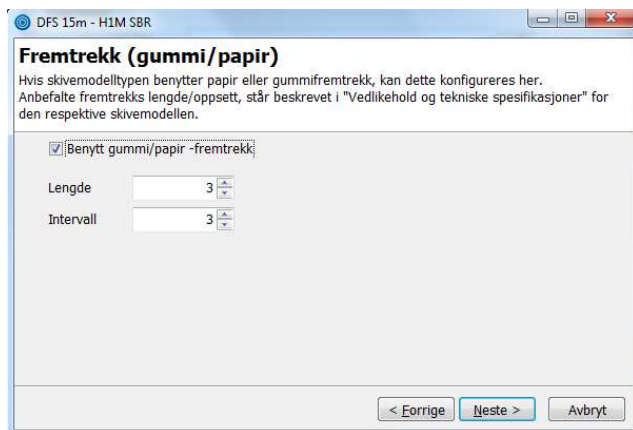 DFS 15m - H1M SBR
Fremtrekk (gummi/papir)
Hvis skivemodelltypen benytter papir eller gummifremtrekk, kan dette konfigureres her.
Anbefalte fremtrekks lengde/oppsett, står beskrevet i "Vedlikehold og tekniske spesifikasjoner" for
den respektive skivemodellen.
Benytt gummi/papir -fremtrekk
Lengde 3
Intervall 3
< Forrige Neste > Avbryt